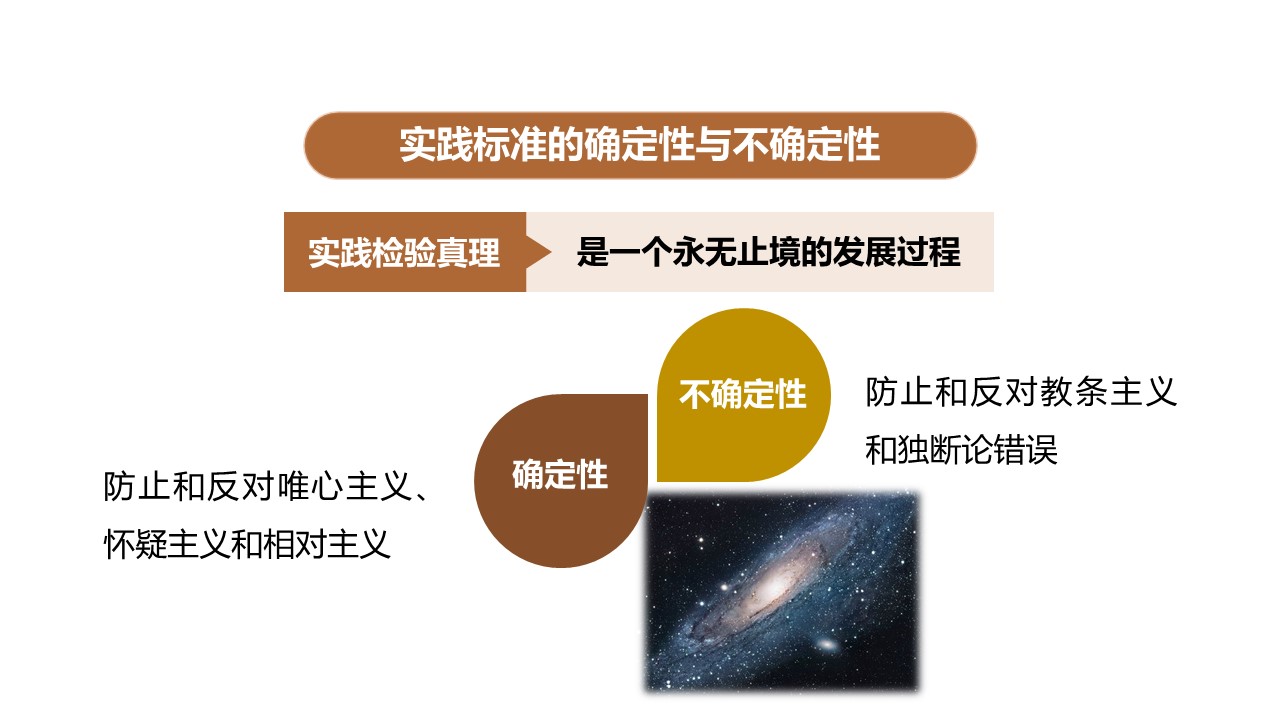 实践标准的确定性与不确定性
实践检验真理
是一个永无止境的发展过程
不确定性
防止和反对教条主义
和独断论错误
确定性
防止和反对唯心主义、
怀疑主义和相对主义